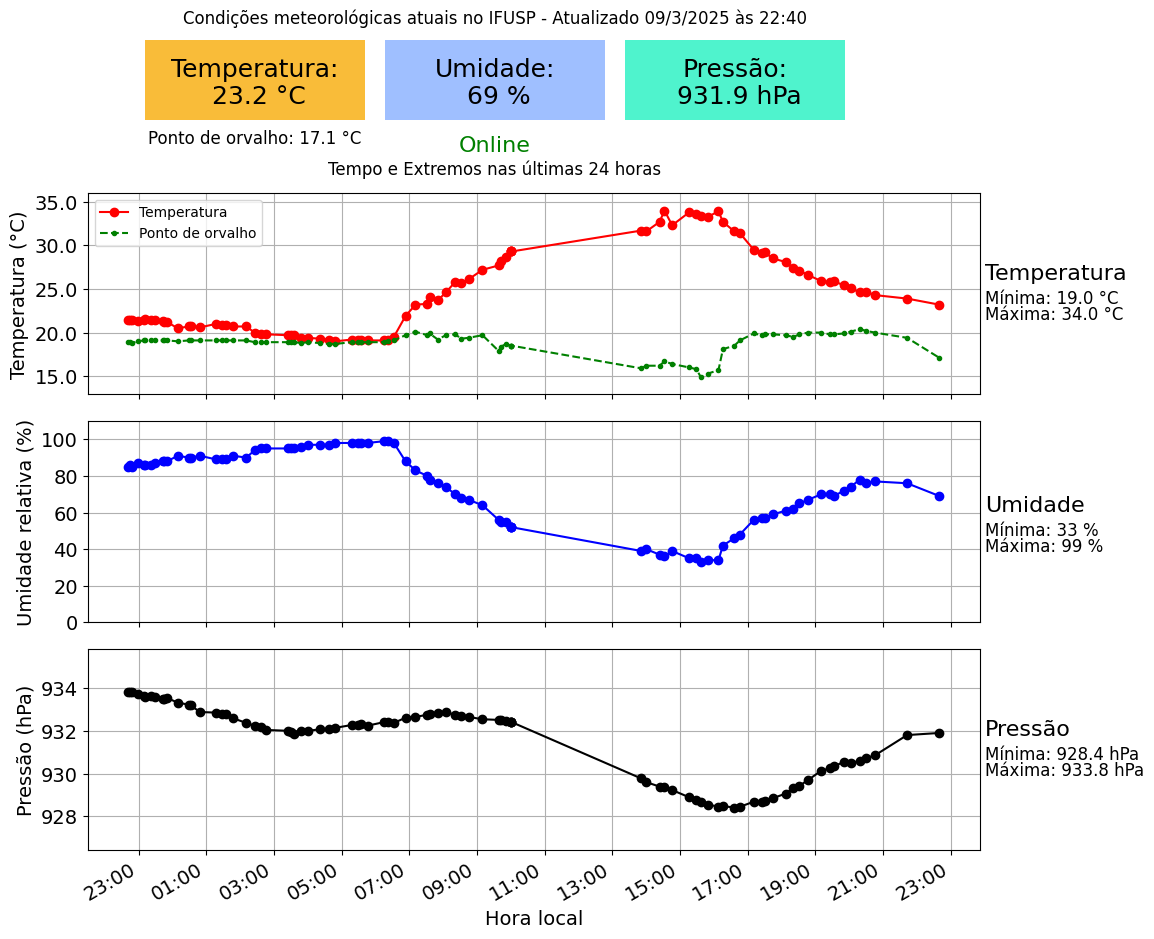 Condições meteorológicas atuais no IFUSP - Atualizado 09/3/2025 às 22:40
Temperatura:
23.2 °C
Umidade:
69 %
Pressão:
931.9 hPa
Ponto de orvalho: 17.1 °C
Online
Tempo e Extremos nas últimas 24 horas
Temperatura (°C)
35.0
30.0
25.0
20.0
15.0
Temperatura
Ponto de orvalho
Temperatura
Mínima: 19.0 °C
Máxima: 34.0 °C
Umidade relativa (%)
100
80
60
40
20
0
Umidade
Mínima: 33 %
Máxima: 99 %
Pressão (hPa)
934
932
930
928
Pressão
Mínima: 928.4 hPa
Máxima: 933.8 hPa
23:00 01:00 03:00 05:00 07:00 09:00 11:00 13:00 15:00 17:00 19:00 21:00 23:00
Hora local